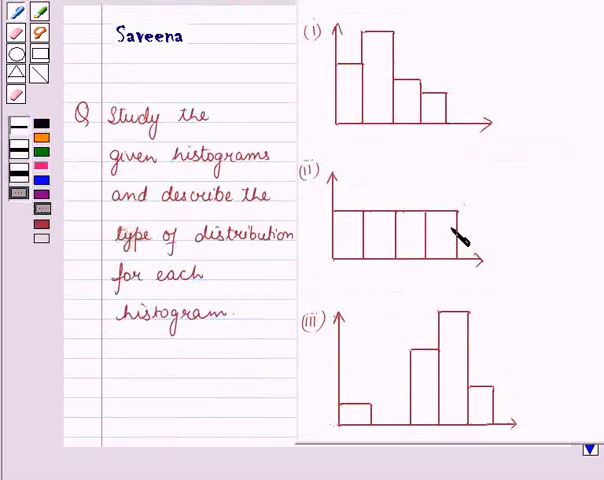 Saveena
Q Study the
given histograms
and describe the
type of distribution
for each
histogram.
(i)
(ii)
(iii)